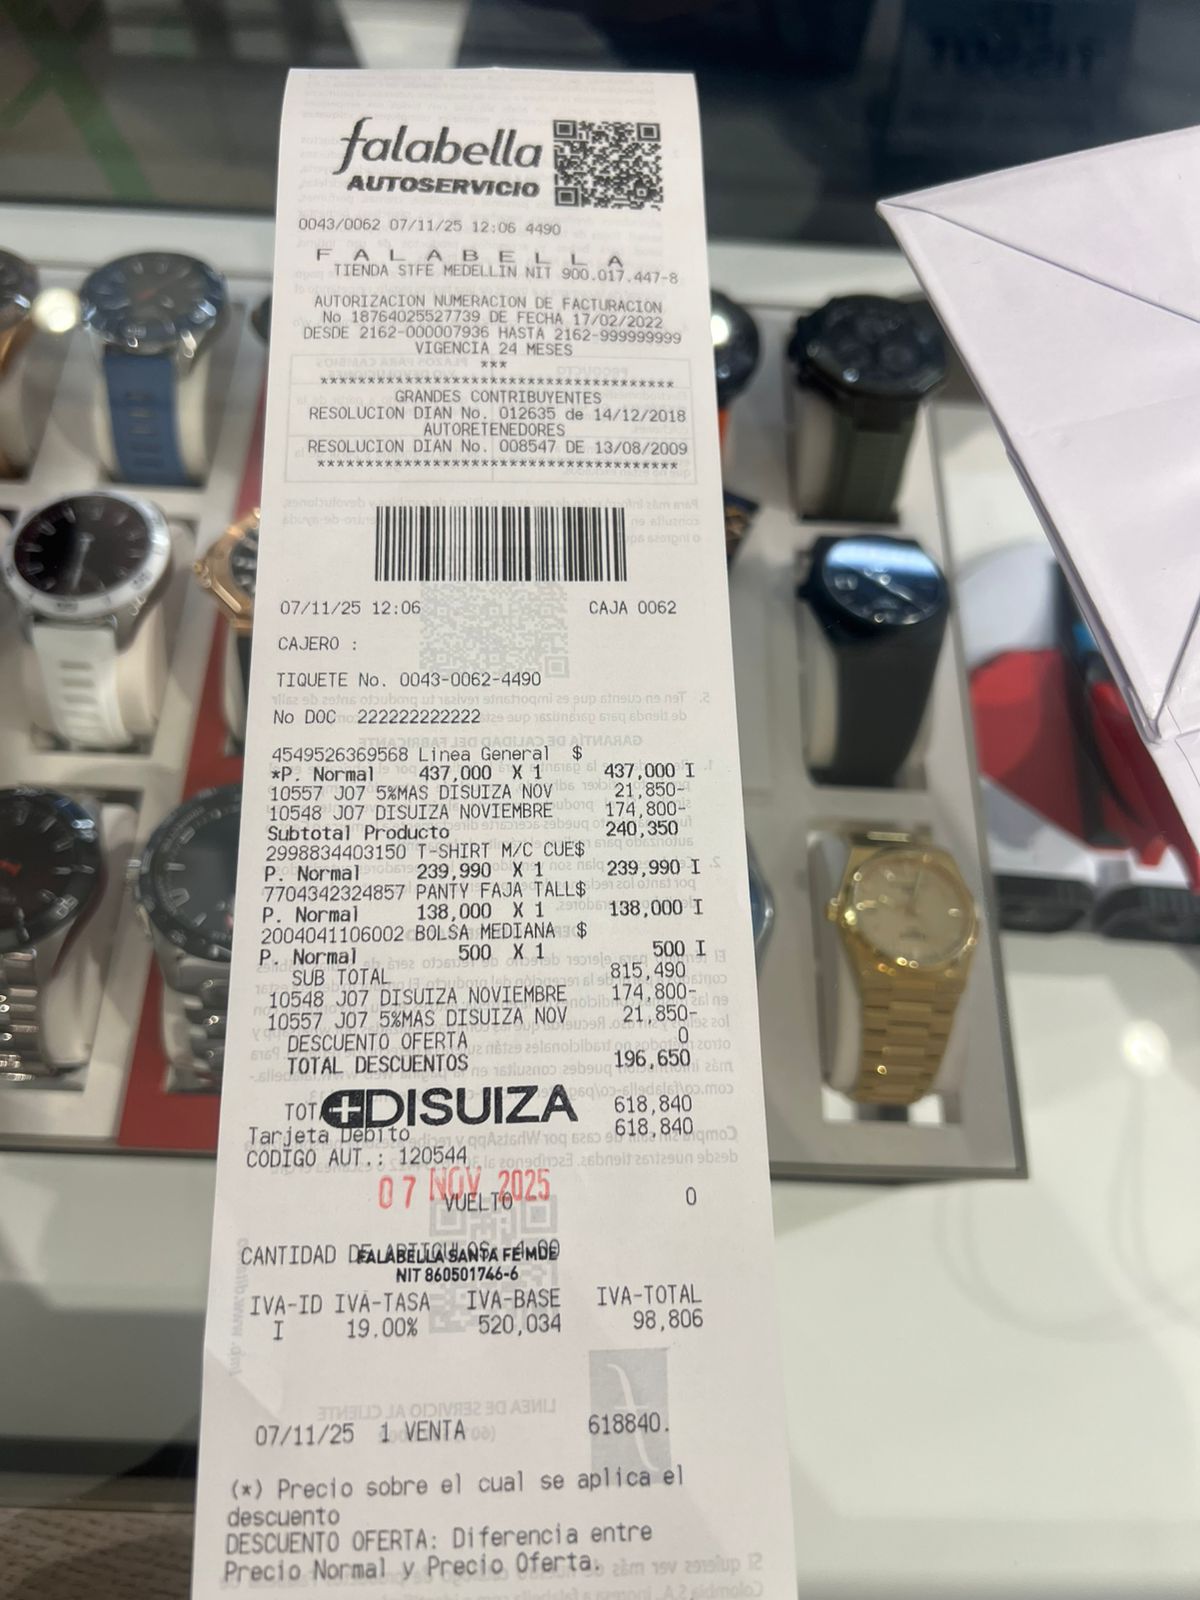 falabella
AUTOSERVICIO
0043/0062 07/11/25 12:06 4490
F A L A B E L L A
TIENDA STFE MEDELLIN NIT 900.017.447-8
AUTORIZACION NUMERACION DE FACTURACION
No 18764025527739 DE FECHA 17/02/2022
DESDE 2162-000007936 HASTA 2162-999999999
VIGENCIA 24 MESES
***
****************************************
GRANDES CONTRIBUYENTES
RESOLUCION DIAN No. 012635 de 14/12/2018
AUTORETENEDORES
RESOLUCION DIAN No. 008547 DE 13/08/2009
****************************************
07/11/25 12:06 CAJA 0062
CAJERO :
TIQUETE No. 0043-0062-4490
No DOC 222222222222
4549526369568 Linea General $
*P. Normal 437,000 X 1 437,000 I
10557 J07 5%MAS DISUIZA NOV 21,850-
10548 J07 DISUIZA NOVIEMBRE 174,800-
Subtotal Producto 240,350
2998834403150 T-SHIRT M/C CUE$
P. Normal 239,990 X 1 239,990 I
7704342324857 PANTY FAJA TALL$
P. Normal 138,000 X 1 138,000 I
2004041106002 BOLSA MEDIANA $
P. Normal 500 X 1 500 I
SUB TOTAL 815,490
10548 J07 DISUIZA NOVIEMBRE 174,800-
10557 J07 5%MAS DISUIZA NOV 21,850-
DESCUENTO OFERTA 0
TOTAL DESCUENTOS 196,650
DISUIZA
618,840
Tarjeta Debito 618,840
CODIGO AUT.: 120544
07 NOV 2025
VUELTO 0
CANTIDAD DE ARTICULOS
FALABELLA SANTA FE MDE
NIT 860501746-6
IVA-ID IVA-TASA IVA-BASE IVA-TOTAL
I 19.00% 520,034 98,806
07/11/25 1 VENTA 618840.
(*) Precio sobre el cual se aplica el
descuento
DESCUENTO OFERTA: Diferencia entre
Precio Normal y Precio Oferta.